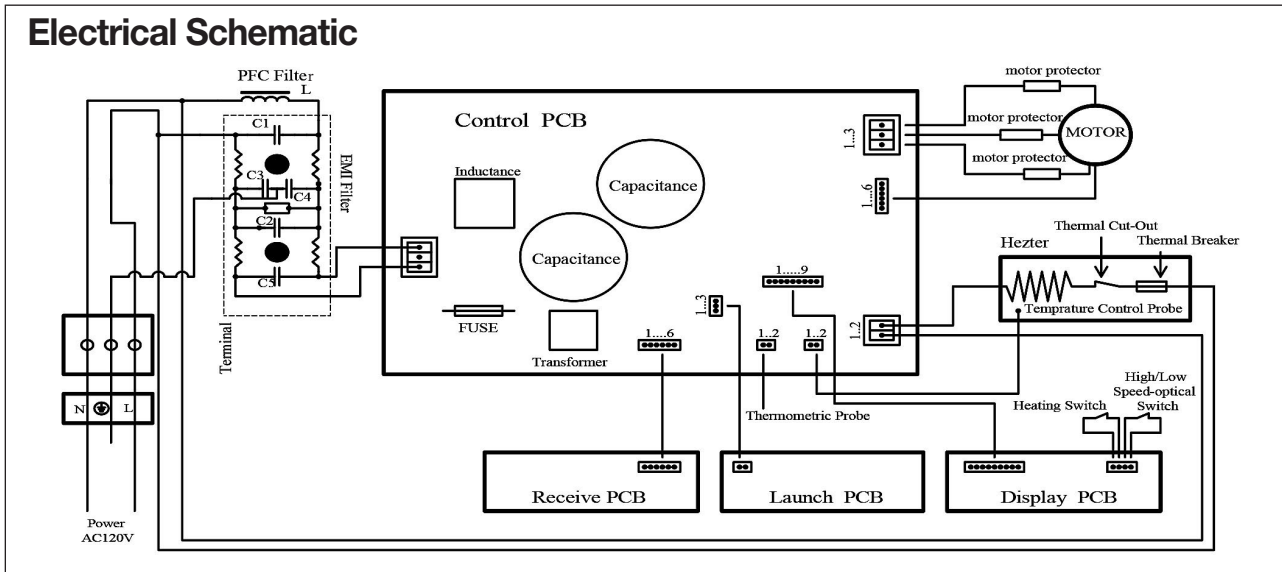 Electrical Schematic
PFC Filter
L
C1
C3
C4
C2
C5
EMI Filter
Terminal
N
L
Power
AC120V
Control PCB
Inductance
Capacitance
Capacitance
FUSE
Transformer
1...3
1....6
1.....9
1...3
1....6
1..2
1..2
1..2
Thermometric Probe
motor protector
motor protector
motor protector
MOTOR
Thermal Cut-Out
Hezter
Thermal Breaker
Temprature Control Probe
High/Low
Heating Switch
Speed-optical
Switch
Receive PCB
Launch PCB
Display PCB